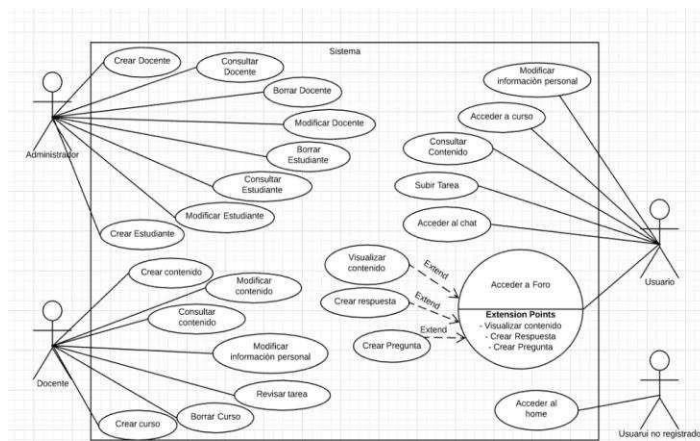 Sistema
Crear Docente
Consultar
Docente
Borrar Docente
Modificar Docente
Borrar
Estudiante
Consultar
Estudiante
Modificar Estudiante
Crear Estudiante
Administrador
Modificar
información personal
Acceder a curso
Consultar
Contenido
Subir Tarea
Acceder al chat
Usuario
Visualizar
contenido
Extend
Crear respuesta
Extend
Crear Pregunta
Extend
Acceder a Foro
Extension Points
- Visualizar contenido
- Crear Respuesta
- Crear Pregunta
Crear contenido
Modificar
contenido
Consultar
contenido
Modificar
información personal
Revisar tarea
Borrar Curso
Crear curso
Docente
Acceder al
home
Usuarui no registrado